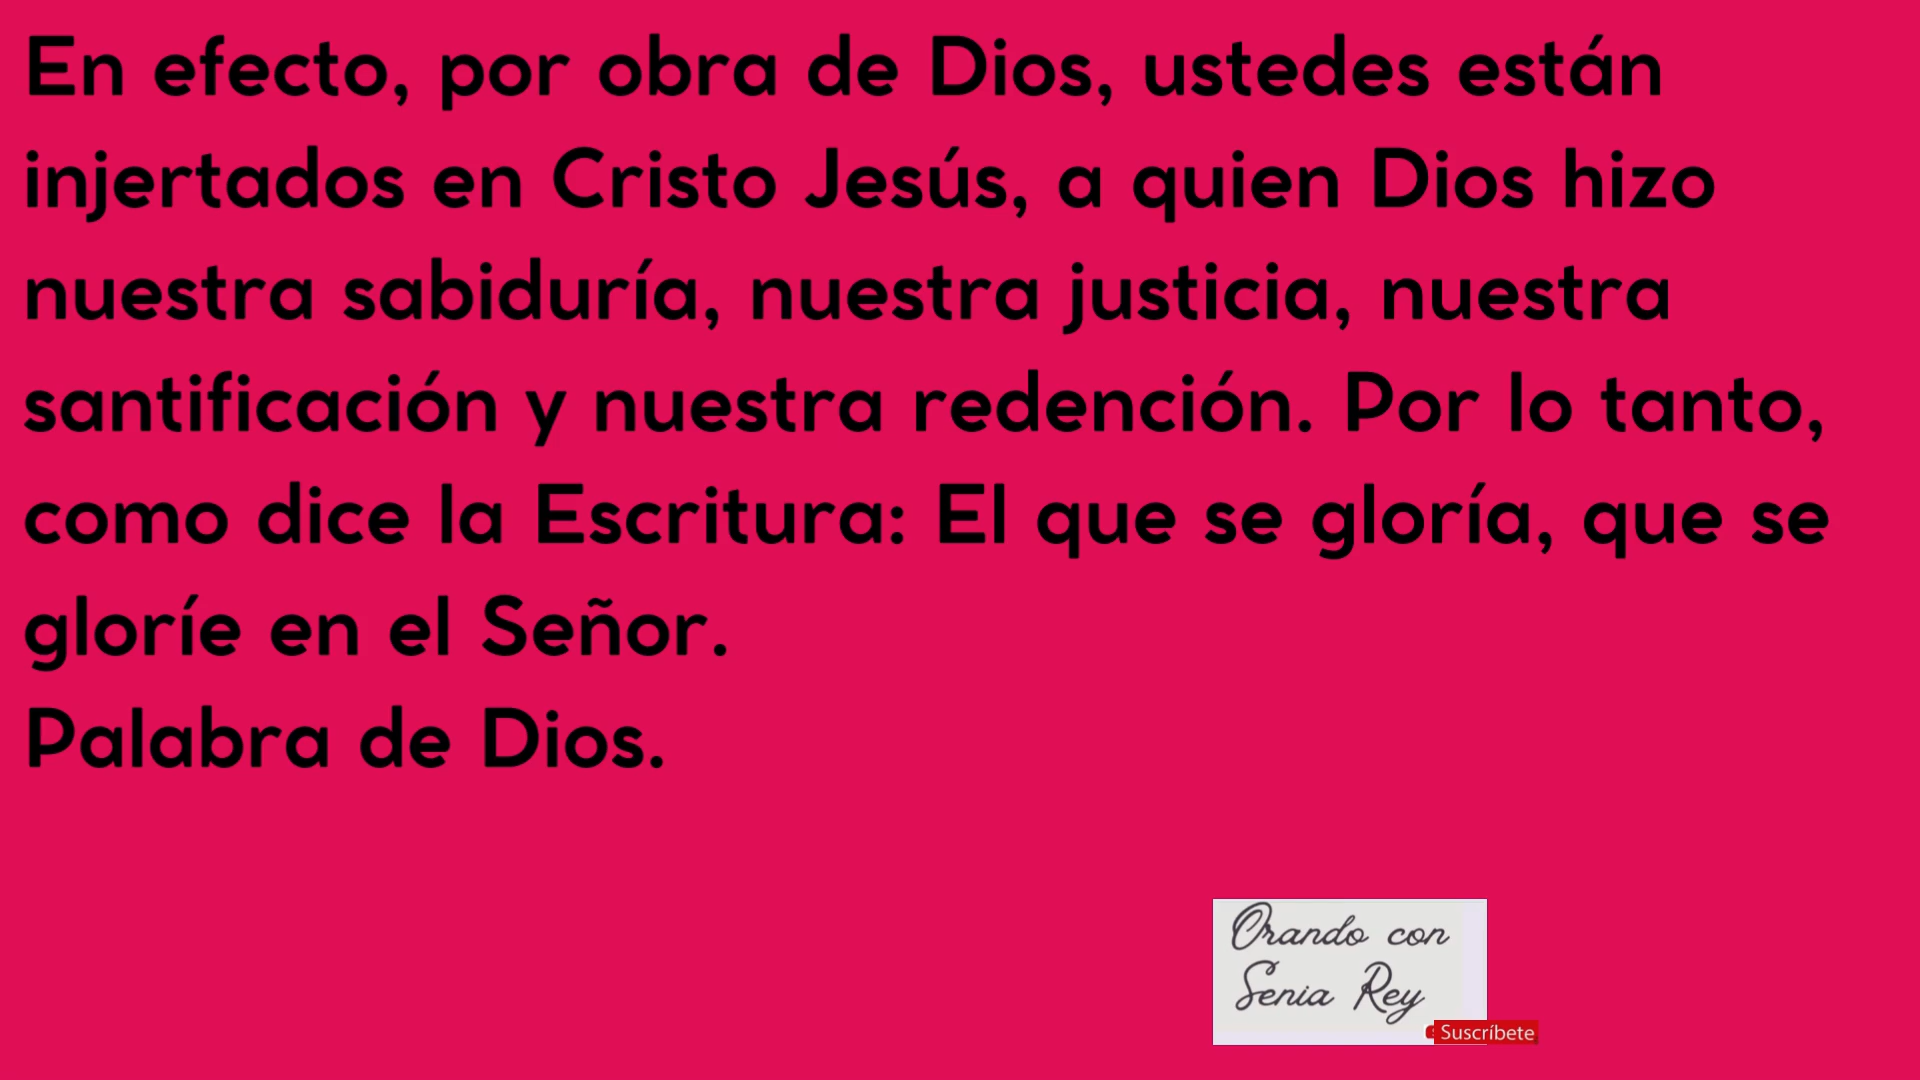 En efecto, por obra de Dios, ustedes están
injertados en Cristo Jesús, a quien Dios hizo
nuestra sabiduría, nuestra justicia, nuestra
santificación y nuestra redención. Por lo tanto,
como dice la Escritura: El que se gloría, que se
gloríe en el Señor.
Palabra de Dios.
Orando con
Senia Rey
Suscríbete